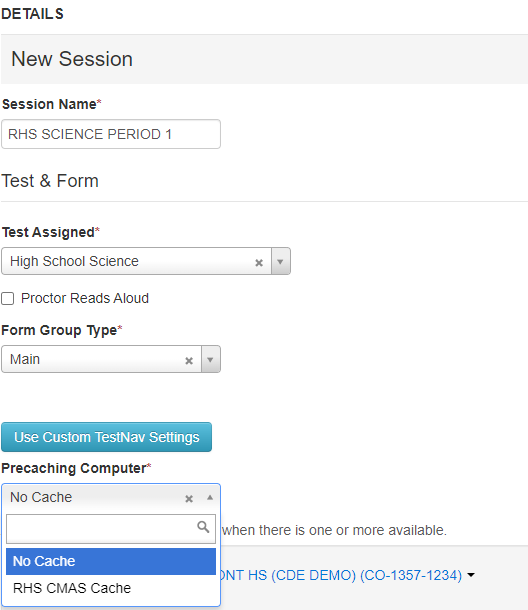 DETAILS
New Session
Session Name*
RHS SCIENCE PERIOD 1
Test & Form
Test Assigned*
High School Science
Proctor Reads Aloud
Form Group Type*
Main
Use Custom TestNav Settings
Precaching Computer*
No Cache
when there is one or more available.
No Cache
ONT HS (CDE DEMO) (CO-1357-1234)
RHS CMAS Cache